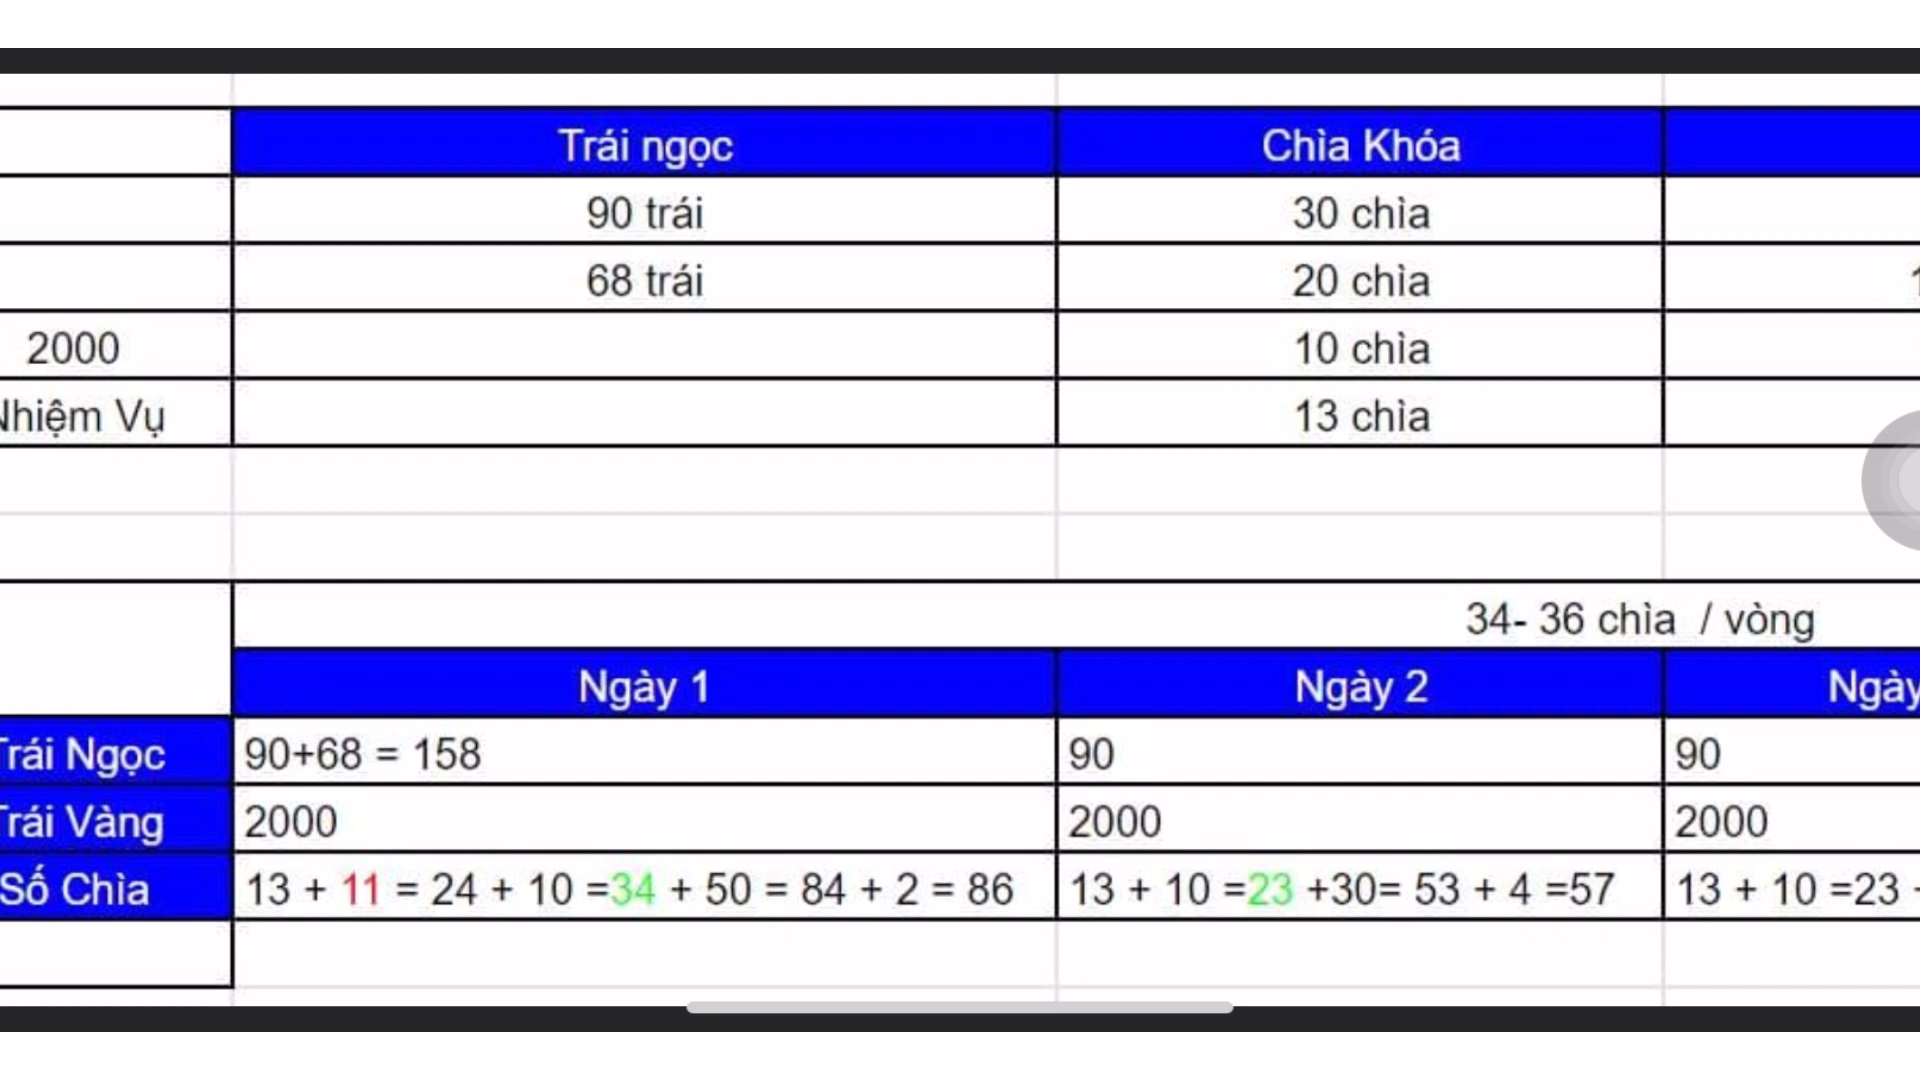 Trái ngọc Chìa Khóa
90 trái 30 chìa
68 trái 20 chìa
2000 10 chìa
Nhiệm Vụ 13 chìa
34- 36 chìa / vòng
Ngày 1 Ngày 2 Ngày
Trái Ngọc 90+68 = 158 90 90
Trái Vàng 2000 2000 2000
Số Chìa 13 + 11 = 24 + 10 =34 + 50 = 84 + 2 = 86 13 + 10 =23 +30= 53 + 4 =57 13 + 10 =23